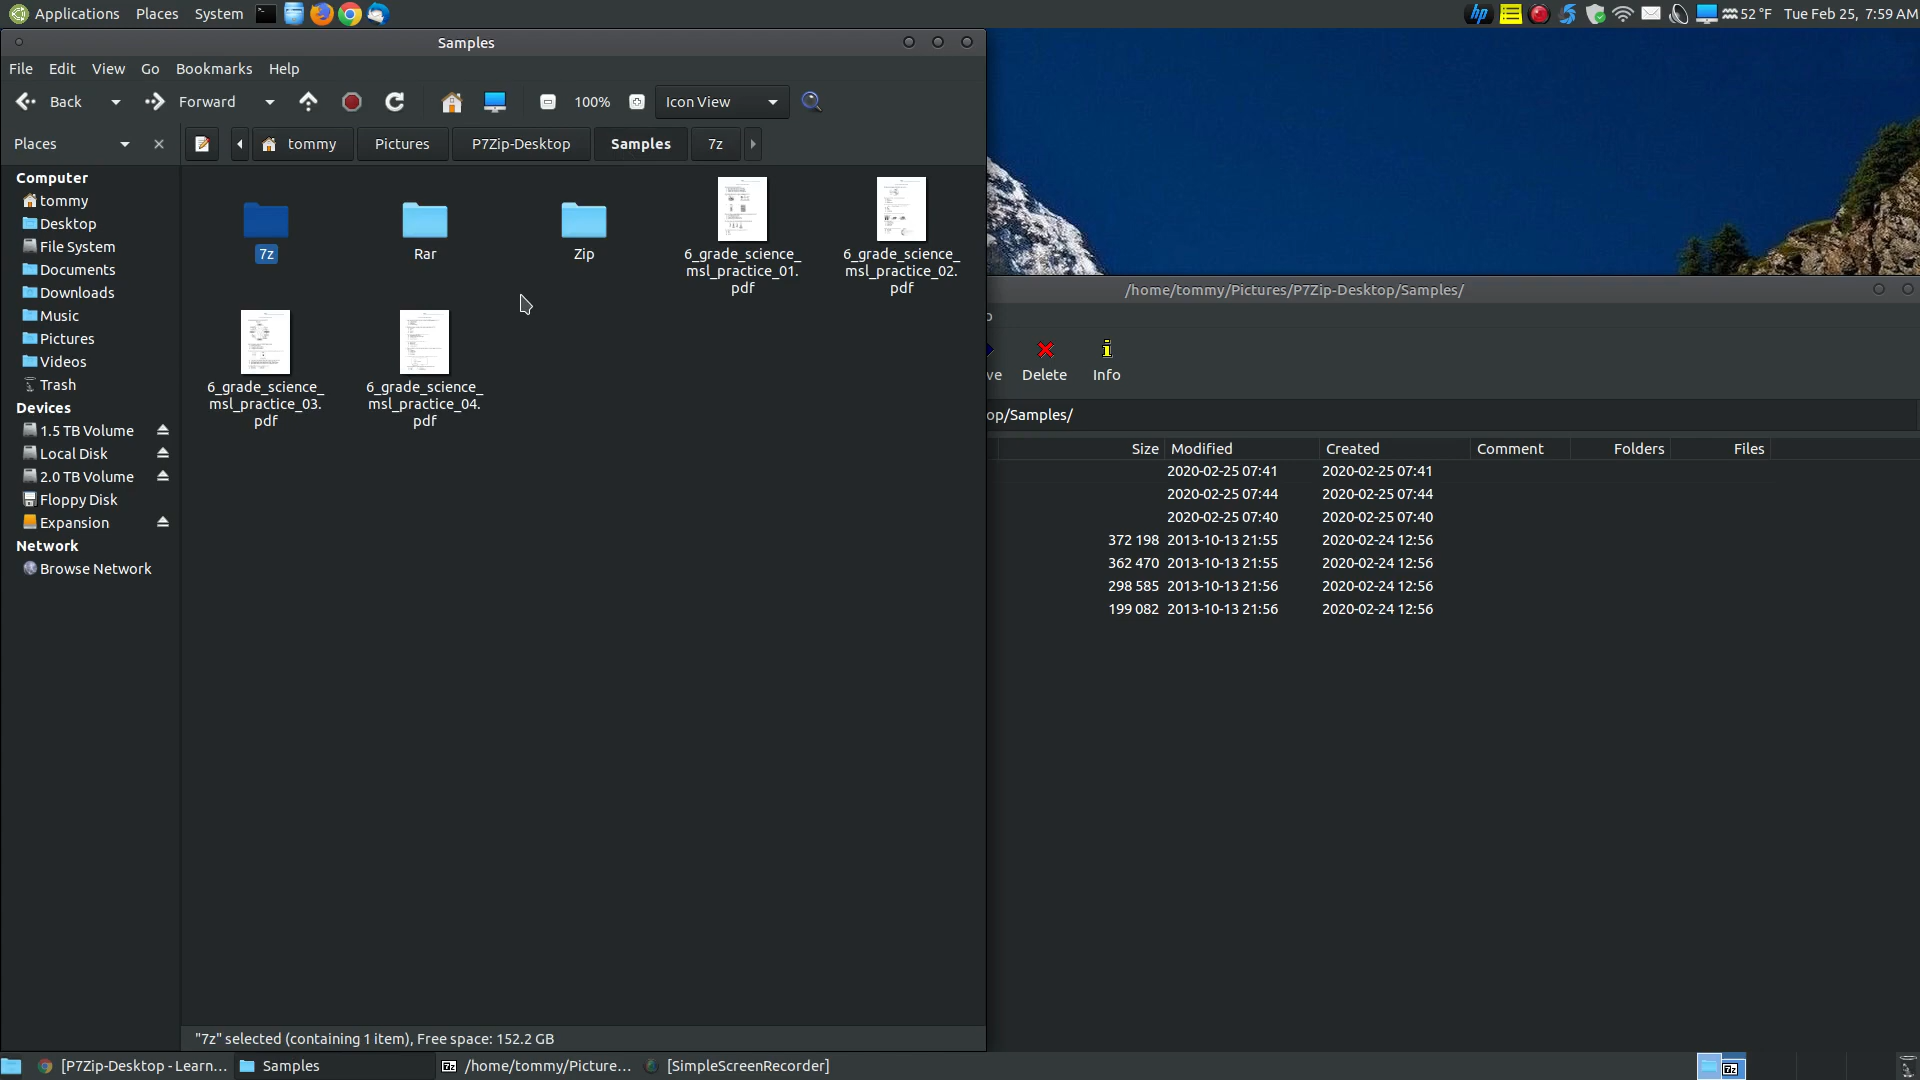 Applications Places System
hp 52 °F Tue Feb 25, 7:59 AM
Samples
File Edit View Go Bookmarks Help
Back Forward 100% Icon View
Places tommy Pictures P7Zip-Desktop Samples 7z
Computer
tommy
Desktop
File System
Documents
Downloads
Music
Pictures
Videos
Trash
Devices
1.5 TB Volume
Local Disk
2.0 TB Volume
Floppy Disk
Expansion
Network
Browse Network
7z
Rar
Zip
6_grade_science_
msl_practice_01.
pdf
6_grade_science_
msl_practice_02.
pdf
6_grade_science_
msl_practice_03.
pdf
6_grade_science_
msl_practice_04.
pdf
"7z" selected (containing 1 item), Free space: 152.2 GB
/home/tommy/Pictures/P7Zip-Desktop/Samples/
p
ve Delete Info
op/Samples/
Size Modified Created Comment Folders Files
2020-02-25 07:41 2020-02-25 07:41
2020-02-25 07:44 2020-02-25 07:44
2020-02-25 07:40 2020-02-25 07:40
372 198 2013-10-13 21:55 2020-02-24 12:56
362 470 2013-10-13 21:55 2020-02-24 12:56
298 585 2013-10-13 21:56 2020-02-24 12:56
199 082 2013-10-13 21:56 2020-02-24 12:56
[P7Zip-Desktop - Learn... Samples 7z /home/tommy/Picture... [SimpleScreenRecorder] 7z